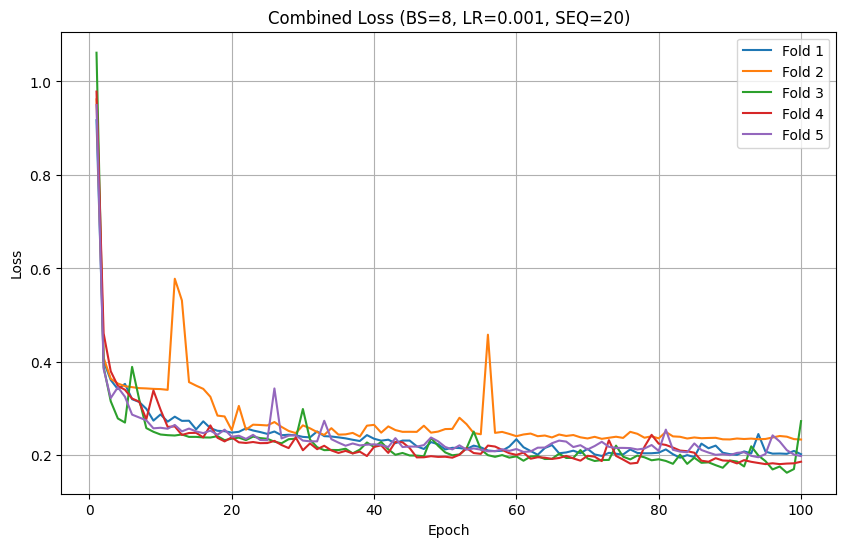 Combined Loss (BS=8, LR=0.001, SEQ=20)
Fold 1
Fold 2
Fold 3
Fold 4
Fold 5
Loss
1.0
0.8
0.6
0.4
0.2
0 20 40 60 80 100
Epoch